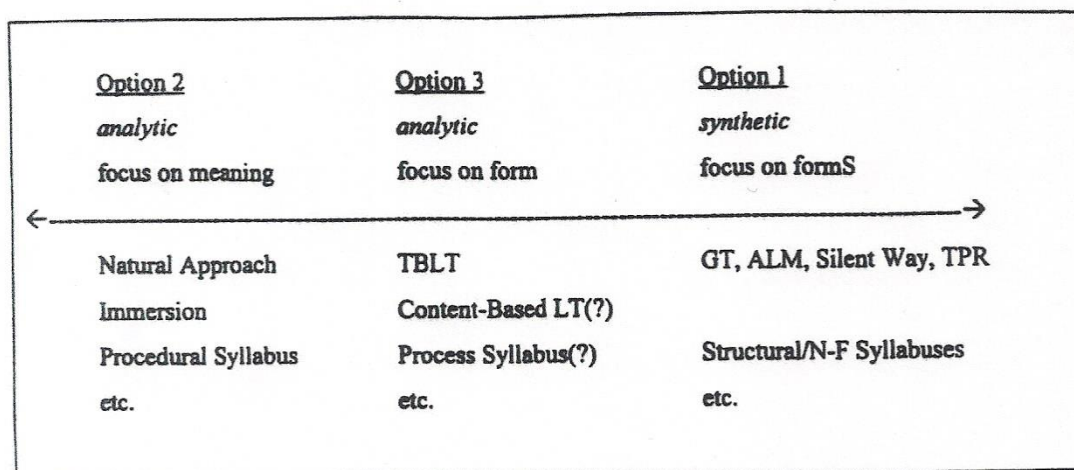 Option 2
analytic
focus on meaning
Option 3
analytic
focus on form
Option 1
synthetic
focus on formS
Natural Approach
Immersion
Procedural Syllabus
etc.
TBLT
Content-Based LT(?)
Process Syllabus(?)
etc.
GT, ALM, Silent Way, TPR
Structural/N-F Syllabuses
etc.